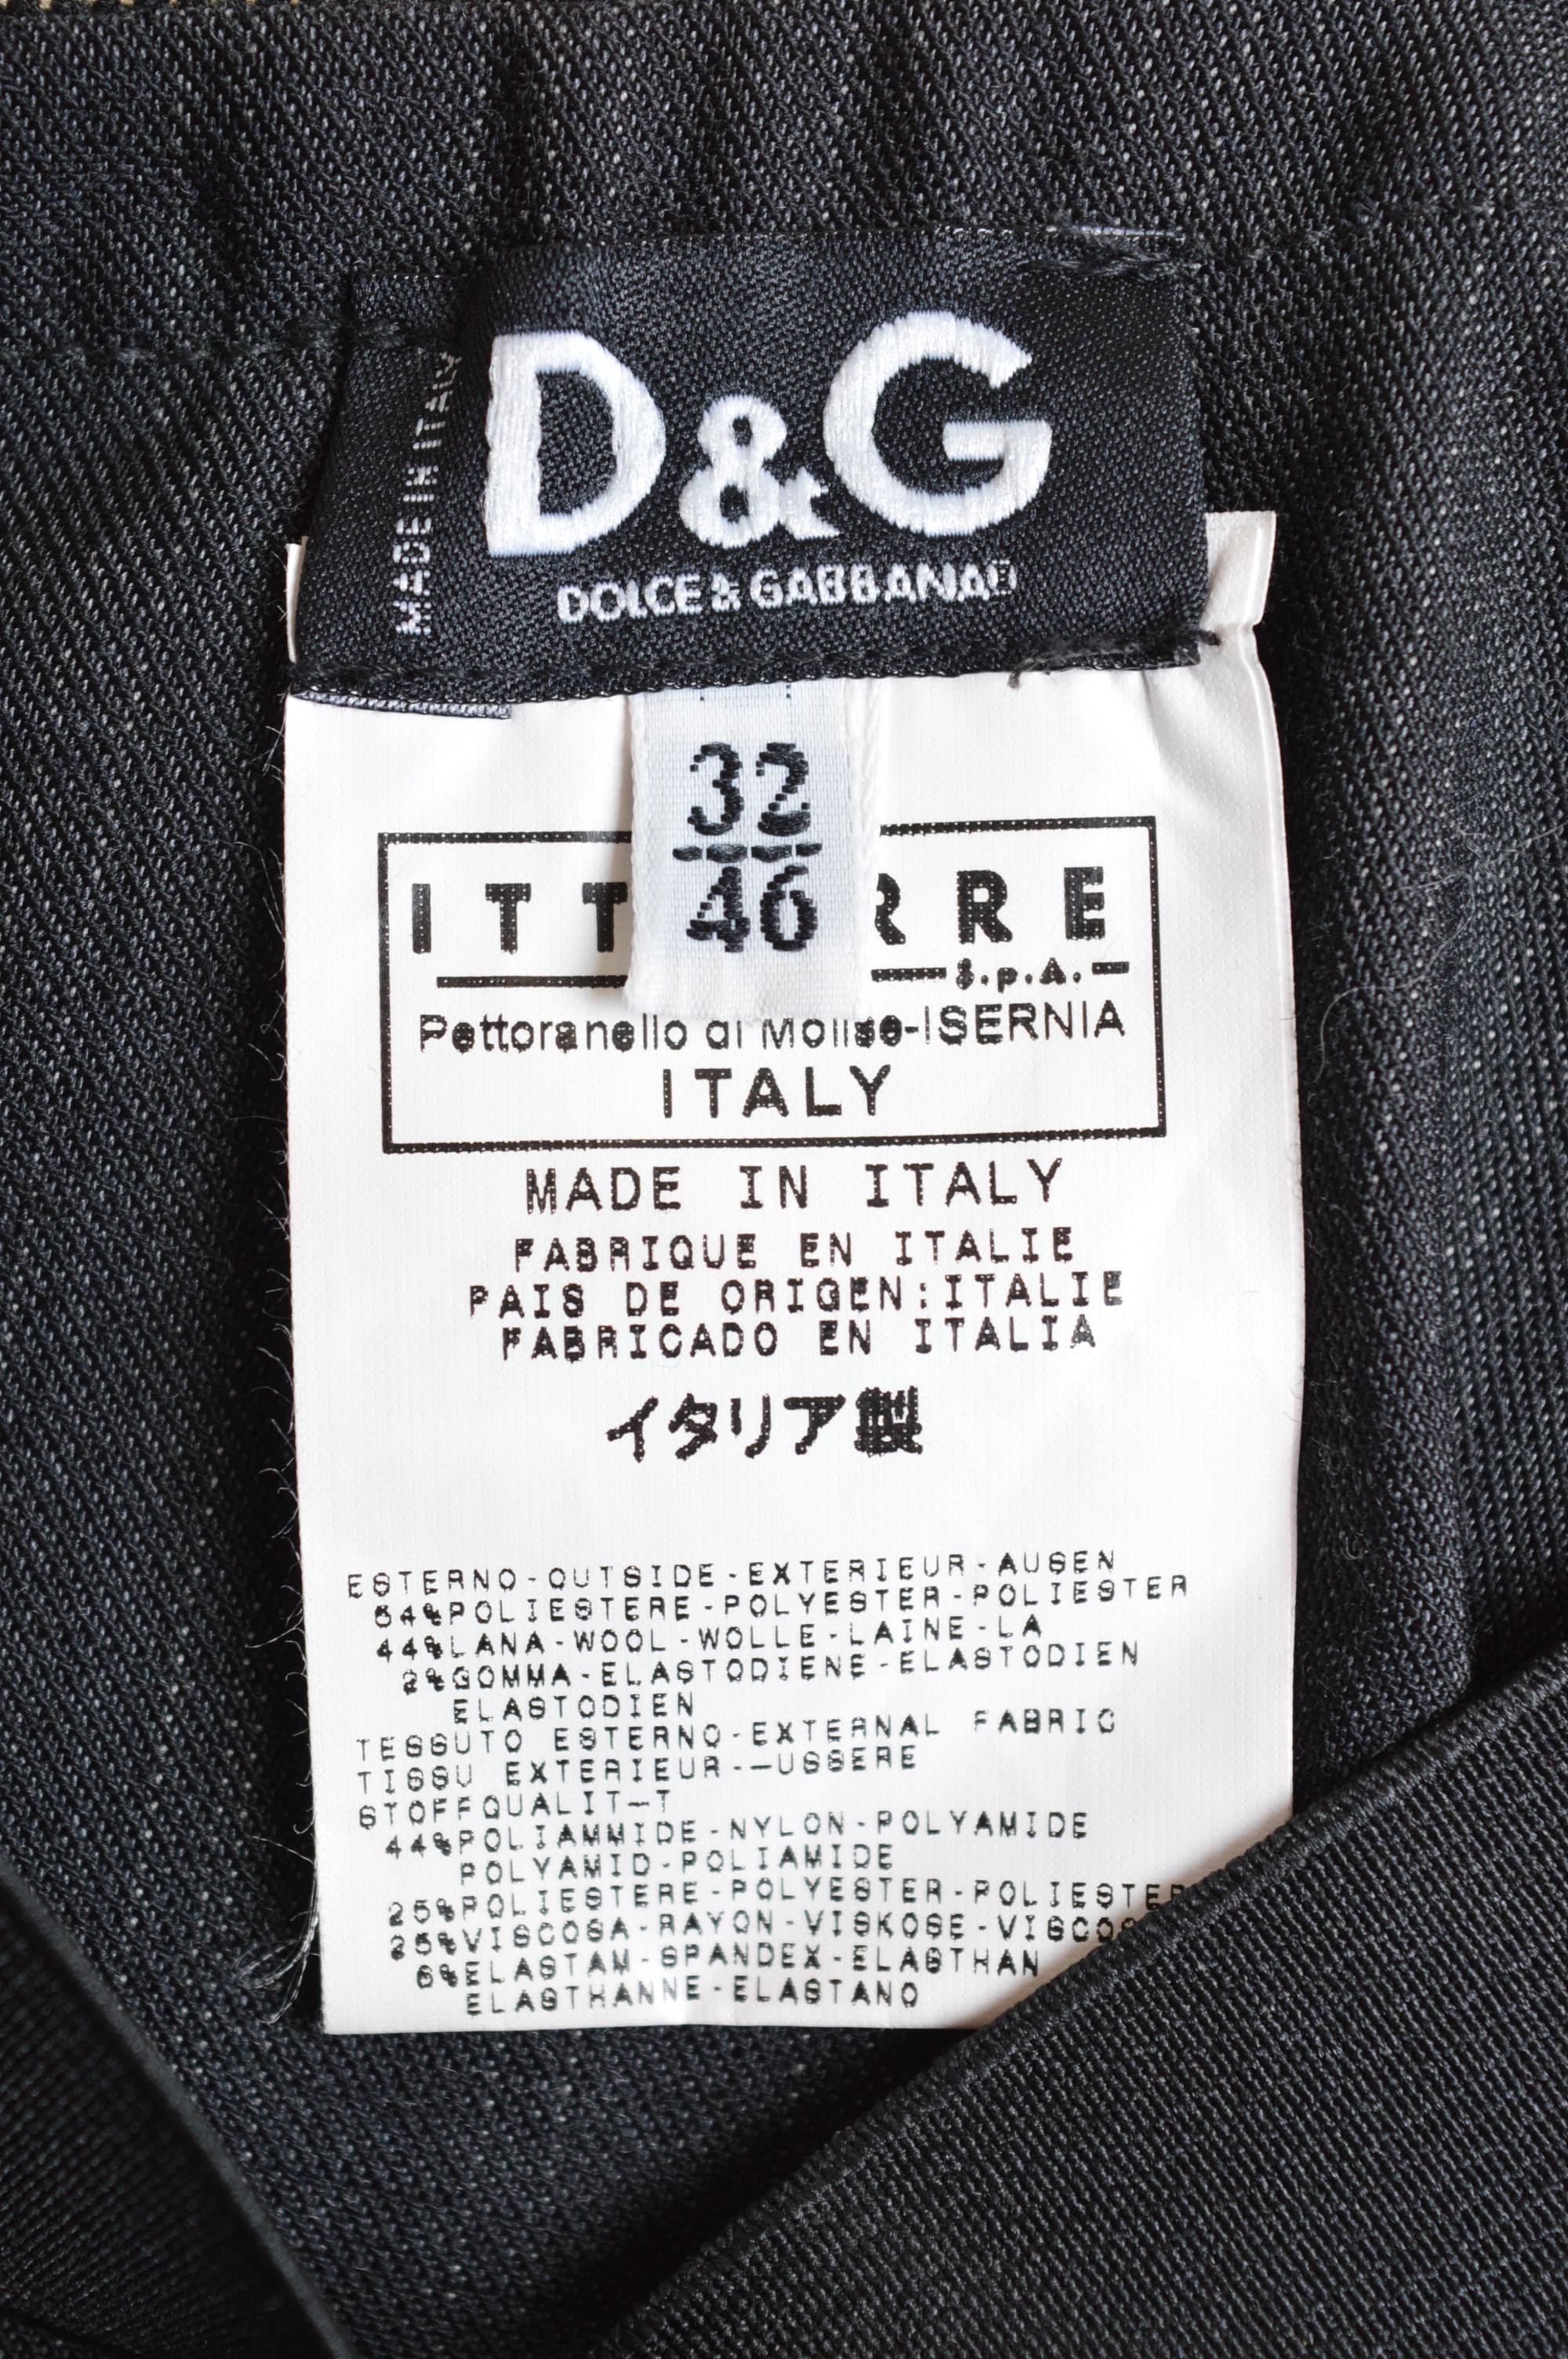 D&G
DOLCE & GABBANA
MADE IN ITALY
32
46
ITT RRE
S.p.A.
Pettoranello di Molise-ISERNIA
ITALY
MADE IN ITALY
FABRIQUE EN ITALIE
PAIS DE ORIGEN:ITALIE
FABRICADO EN ITALIA
イタリア製
ESTERNO-OUTSIDE-EXTERIEUR-AUSEN
54%POLIESTERE-POLYESTER-POLIESTER
44%LANA-WOOL-WOLLE-LAINE-LA
2%GOMMA-ELASTODIENE-ELASTODIEN
ELASTODIEN
TESSUTO ESTERNO-EXTERNAL FABRIC
TISSU EXTERIEUR-—USSERE
STOFFQUALIT—T
44%POLIAMMIDE-NYLON-POLYAMIDE
POLYAMID-POLIAMIDE
25%POLIESTERE-POLYESTER-POLIESTER
25%VISCOSA-RAYON-VISKOSE-VISCOS
6%ELASTAM-SPANDEX-ELASTHAN
ELASTHANNE-ELASTANO